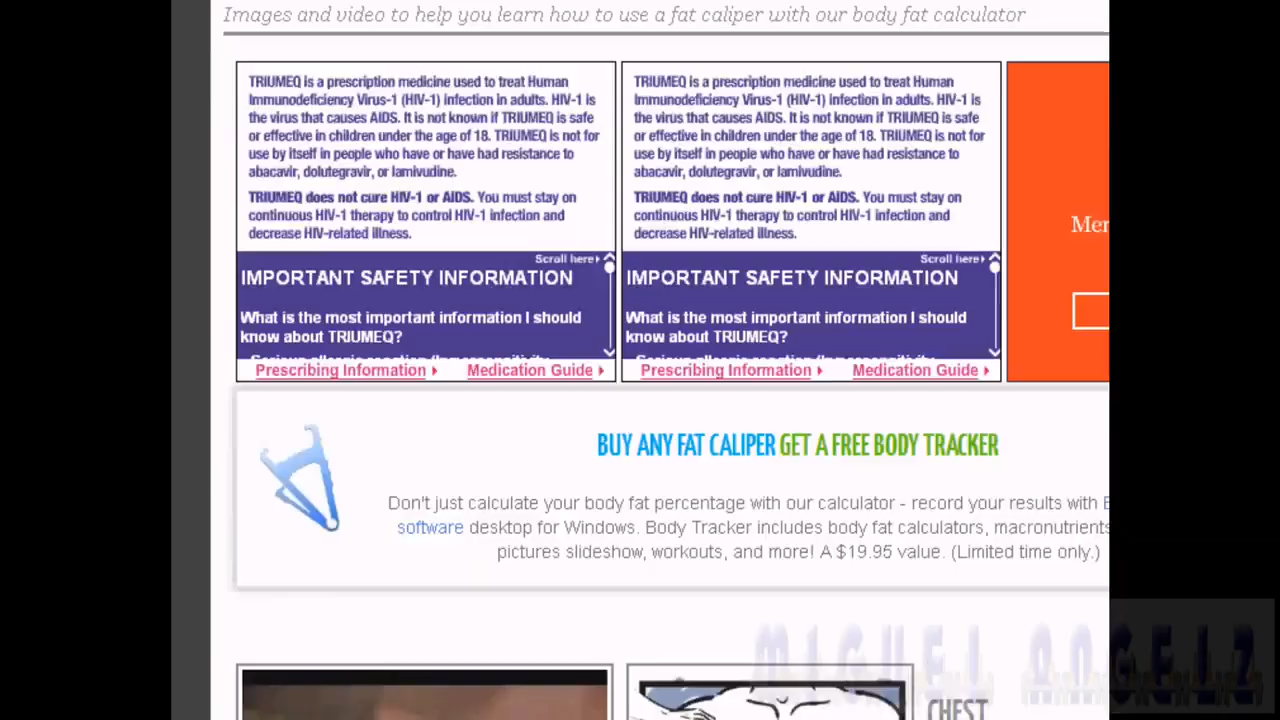 Images and video to help you learn how to use a fat caliper with our body fat calculator
TRIUMEQ is a prescription medicine used to treat Human
Immunodeficiency Virus-1 (HIV-1) infection in adults. HIV-1 is
the virus that causes AIDS. It is not known if TRIUMEQ is safe
or effective in children under the age of 18. TRIUMEQ is not for
use by itself in people who have or have had resistance to
abacavir, dolutegravir, or lamivudine.
TRIUMEQ does not cure HIV-1 or AIDS. You must stay on
continuous HIV-1 therapy to control HIV-1 infection and
decrease HIV-related illness.
Scroll here
IMPORTANT SAFETY INFORMATION
What is the most important information I should
know about TRIUMEQ?
Prescribing Information
Medication Guide
TRIUMEQ is a prescription medicine used to treat Human
Immunodeficiency Virus-1 (HIV-1) infection in adults. HIV-1 is
the virus that causes AIDS. It is not known if TRIUMEQ is safe
or effective in children under the age of 18. TRIUMEQ is not for
use by itself in people who have or have had resistance to
abacavir, dolutegravir, or lamivudine.
TRIUMEQ does not cure HIV-1 or AIDS. You must stay on
continuous HIV-1 therapy to control HIV-1 infection and
decrease HIV-related illness.
Scroll here
IMPORTANT SAFETY INFORMATION
What is the most important information I should
know about TRIUMEQ?
Prescribing Information
Medication Guide
Mer
BUY ANY FAT CALIPER GET A FREE BODY TRACKER
Don't just calculate your body fat percentage with our calculator - record your results with
software desktop for Windows. Body Tracker includes body fat calculators, macronutrients
pictures slideshow, workouts, and more! A $19.95 value. (Limited time only.)
MIGUEL ANGELZ
CHEST